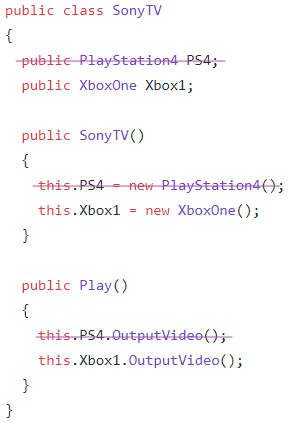 public class SonyTV
{
public PlayStation4 PS4;
public XboxOne Xbox1;
public SonyTV()
{
this.PS4 = new PlayStation4();
this.Xbox1 = new XboxOne();
}
public Play()
{
this.PS4.OutputVideo();
this.Xbox1.OutputVideo();
}
}